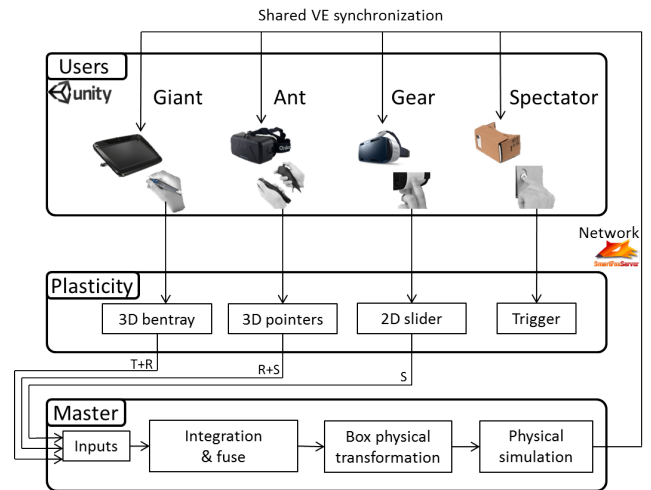 Shared VE synchronization
Users
unity
Giant
Ant
Gear
Spectator
Network
SmartFoxServer
Plasticity
3D bentray
3D pointers
2D slider
Trigger
T+R
R+S
S
Master
Inputs
Integration
& fuse
Box physical
transformation
Physical
simulation